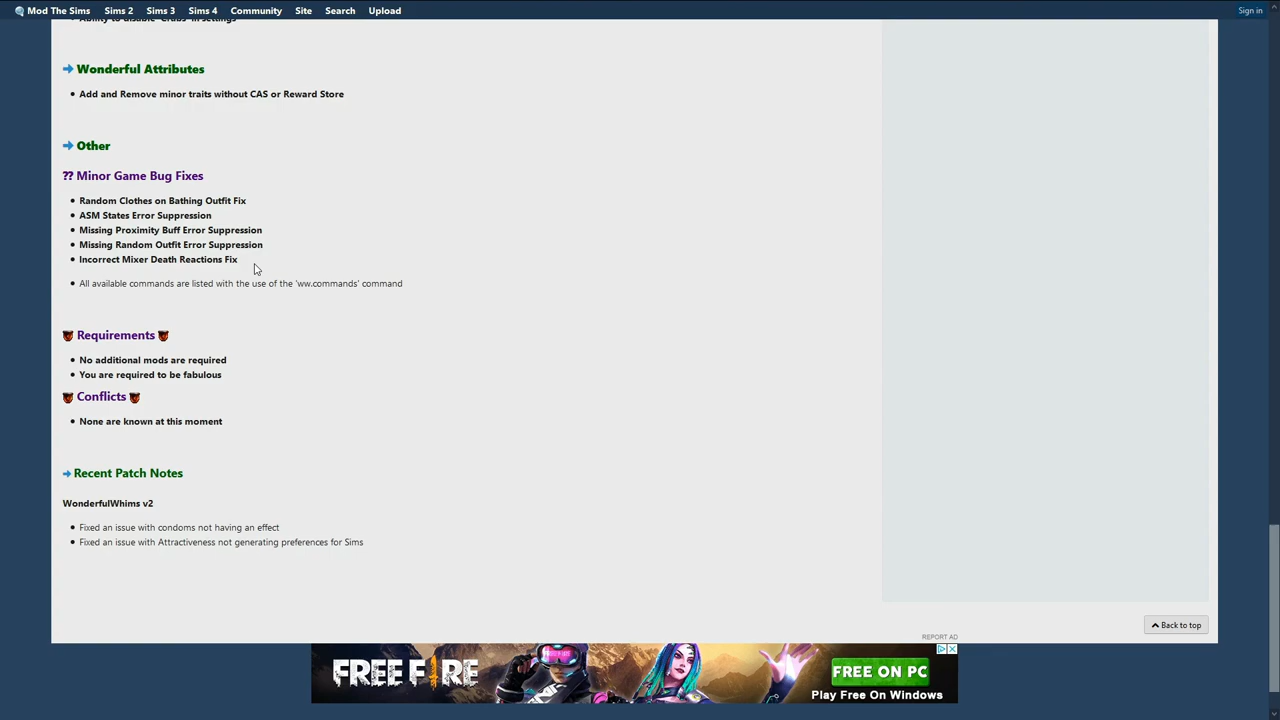 Mod The Sims Sims 2 Sims 3 Sims 4 Community Site Search Upload Sign in
Ability to disable 'Grabs' in settings
Wonderful Attributes
Add and Remove minor traits without CAS or Reward Store
Other
?? Minor Game Bug Fixes
Random Clothes on Bathing Outfit Fix
ASM States Error Suppression
Missing Proximity Buff Error Suppression
Missing Random Outfit Error Suppression
Incorrect Mixer Death Reactions Fix
All available commands are listed with the use of the 'ww.commands' command
Requirements
No additional mods are required
You are required to be fabulous
Conflicts
None are known at this moment
Recent Patch Notes
WonderfulWhims v2
Fixed an issue with condoms not having an effect
Fixed an issue with Attractiveness not generating preferences for Sims
Back to top
REPORT AD
FREE FIRE
FREE ON PC
Play Free On Windows